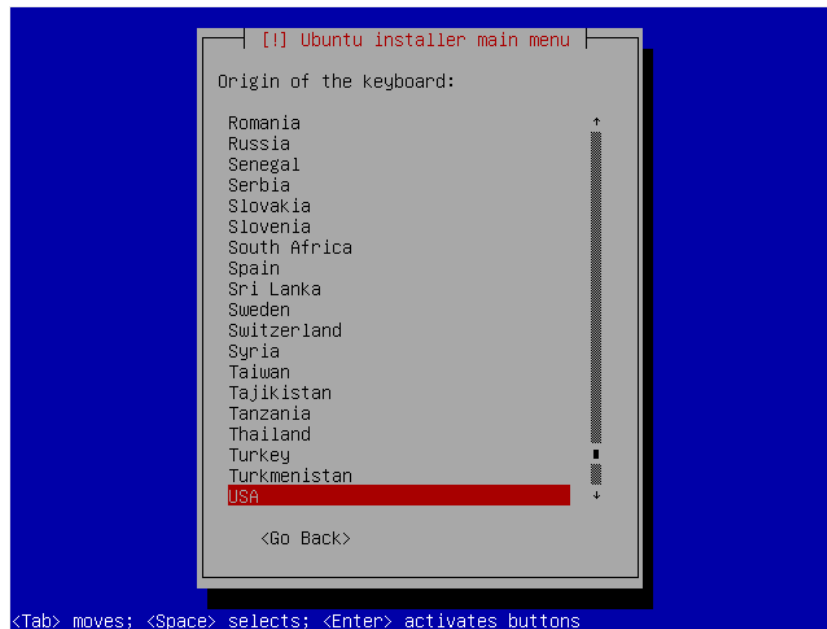 [!] Ubuntu installer main menu
Origin of the keyboard:
Romania
Russia
Senegal
Serbia
Slovakia
Slovenia
South Africa
Spain
Sri Lanka
Sweden
Switzerland
Syria
Taiwan
Tajikistan
Tanzania
Thailand
Turkey
Turkmenistan
USA
<Go Back>
<Tab> moves; <Space> selects; <Enter> activates buttons